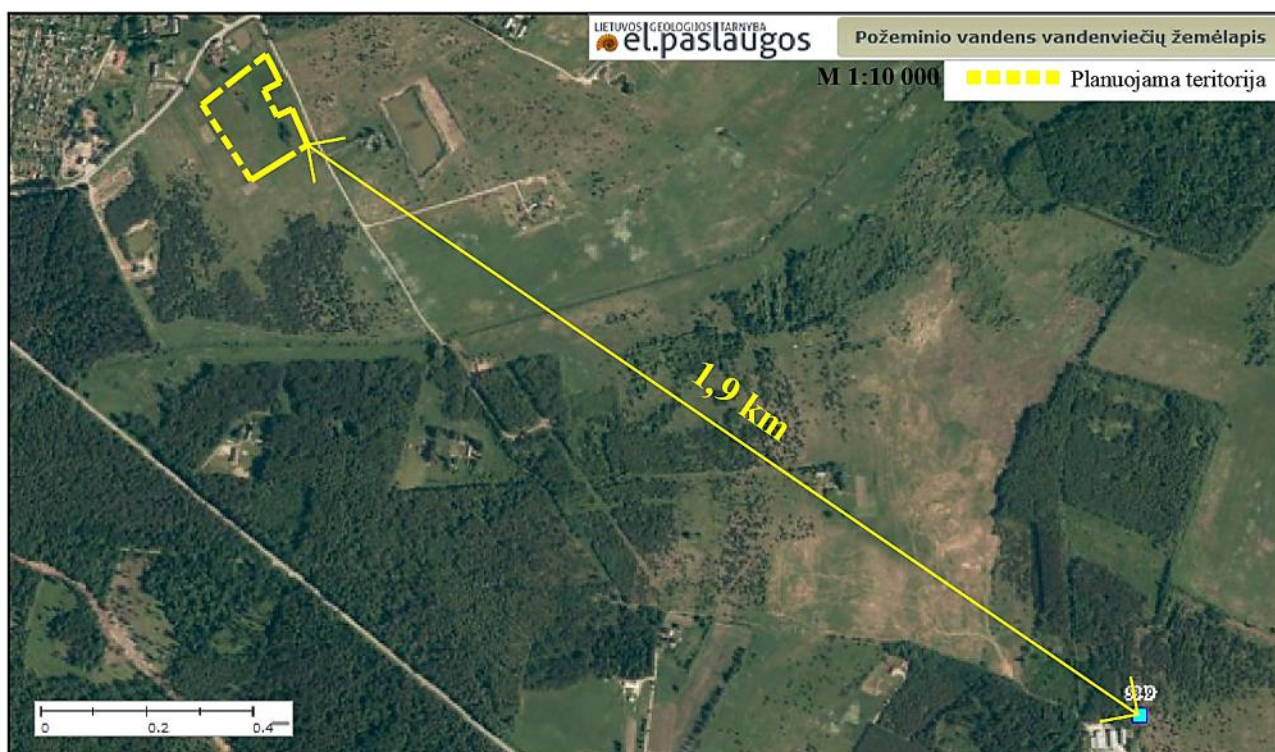 LIETUVOS GEOLOGIJOS TARNYBA
el.paslaugos
Požeminio vandens vandenviečių žemėlapis
M 1:10 000
Planuojama teritorija
1,9 km
0 0.2 0.4